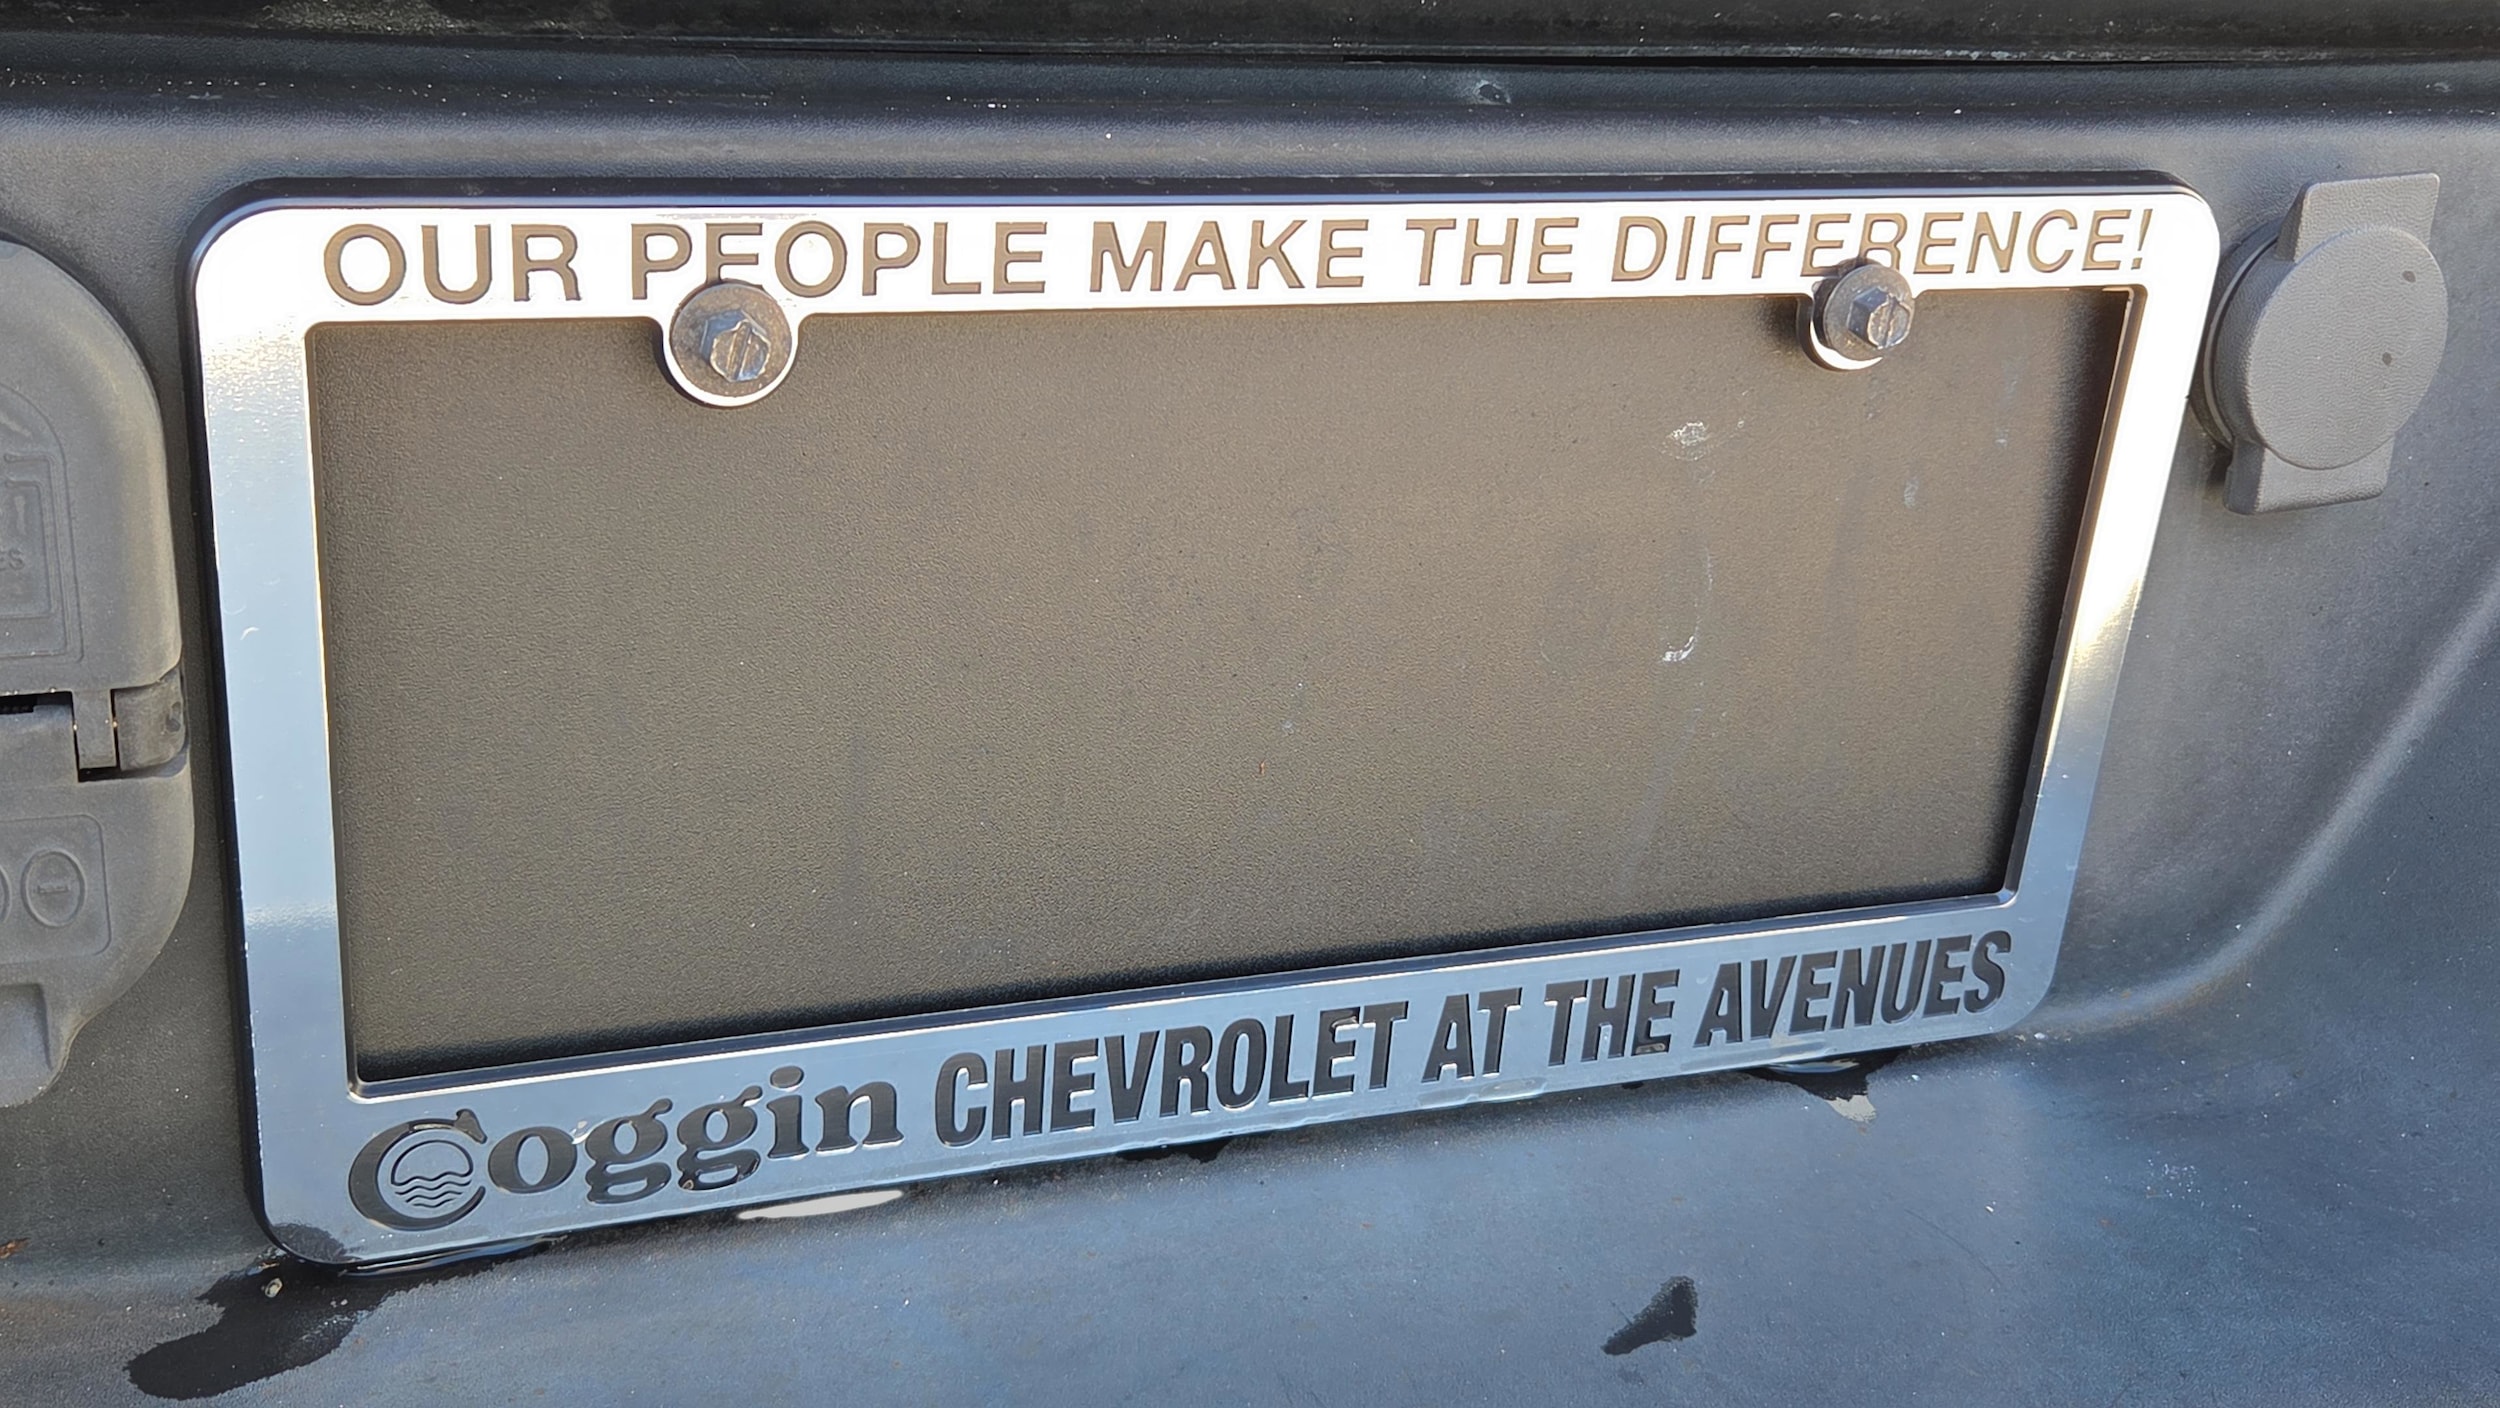 OUR PEOPLE MAKE THE DIFFERENCE!
Coggin CHEVROLET AT THE AVENUES